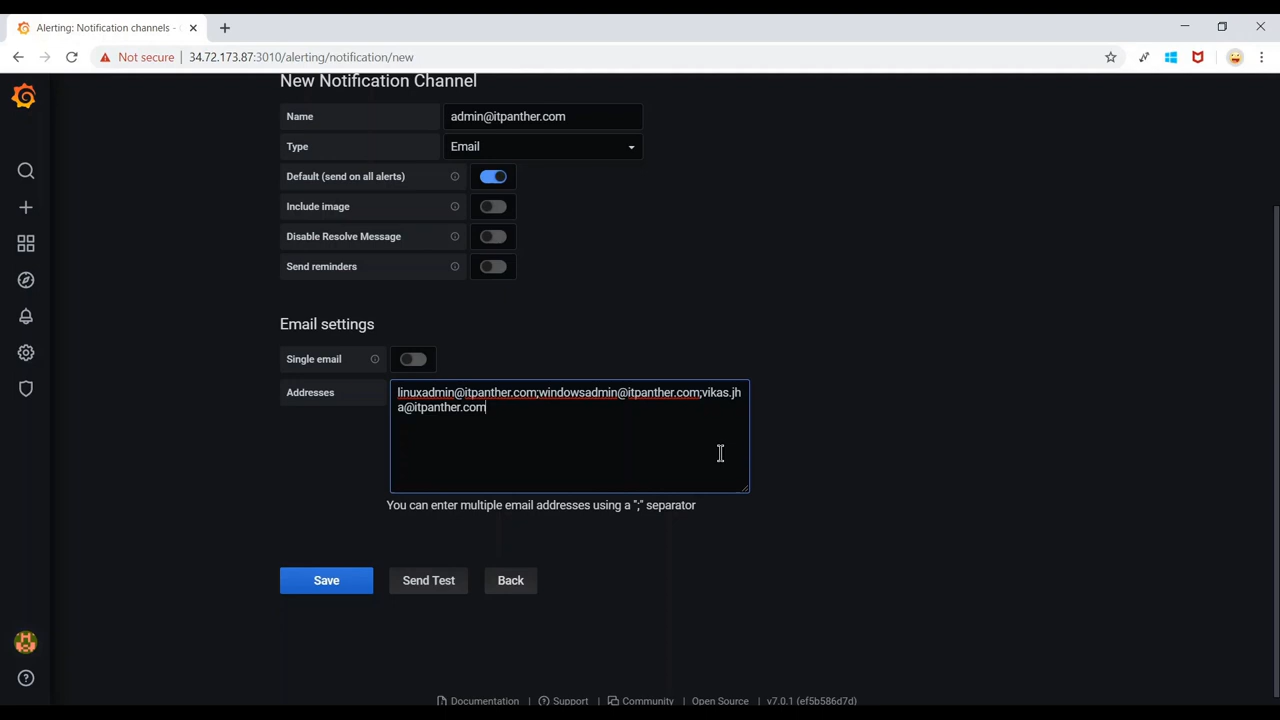 Alerting: Notification channels -
Not secure | 34.72.173.87:3010/alerting/notification/new
New Notification Channel
Name admin@itpanther.com
Type Email
Default (send on all alerts)
Include image
Disable Resolve Message
Send reminders
Email settings
Single email
Addresses linuxadmin@itpanther.com;windowsadmin@itpanther.com;vikas.jh
a@itpanther.com
You can enter multiple email addresses using a ";" separator
Save Send Test Back
Documentation | Support | Community | Open Source | v7.0.1 (ef5b586d7d)